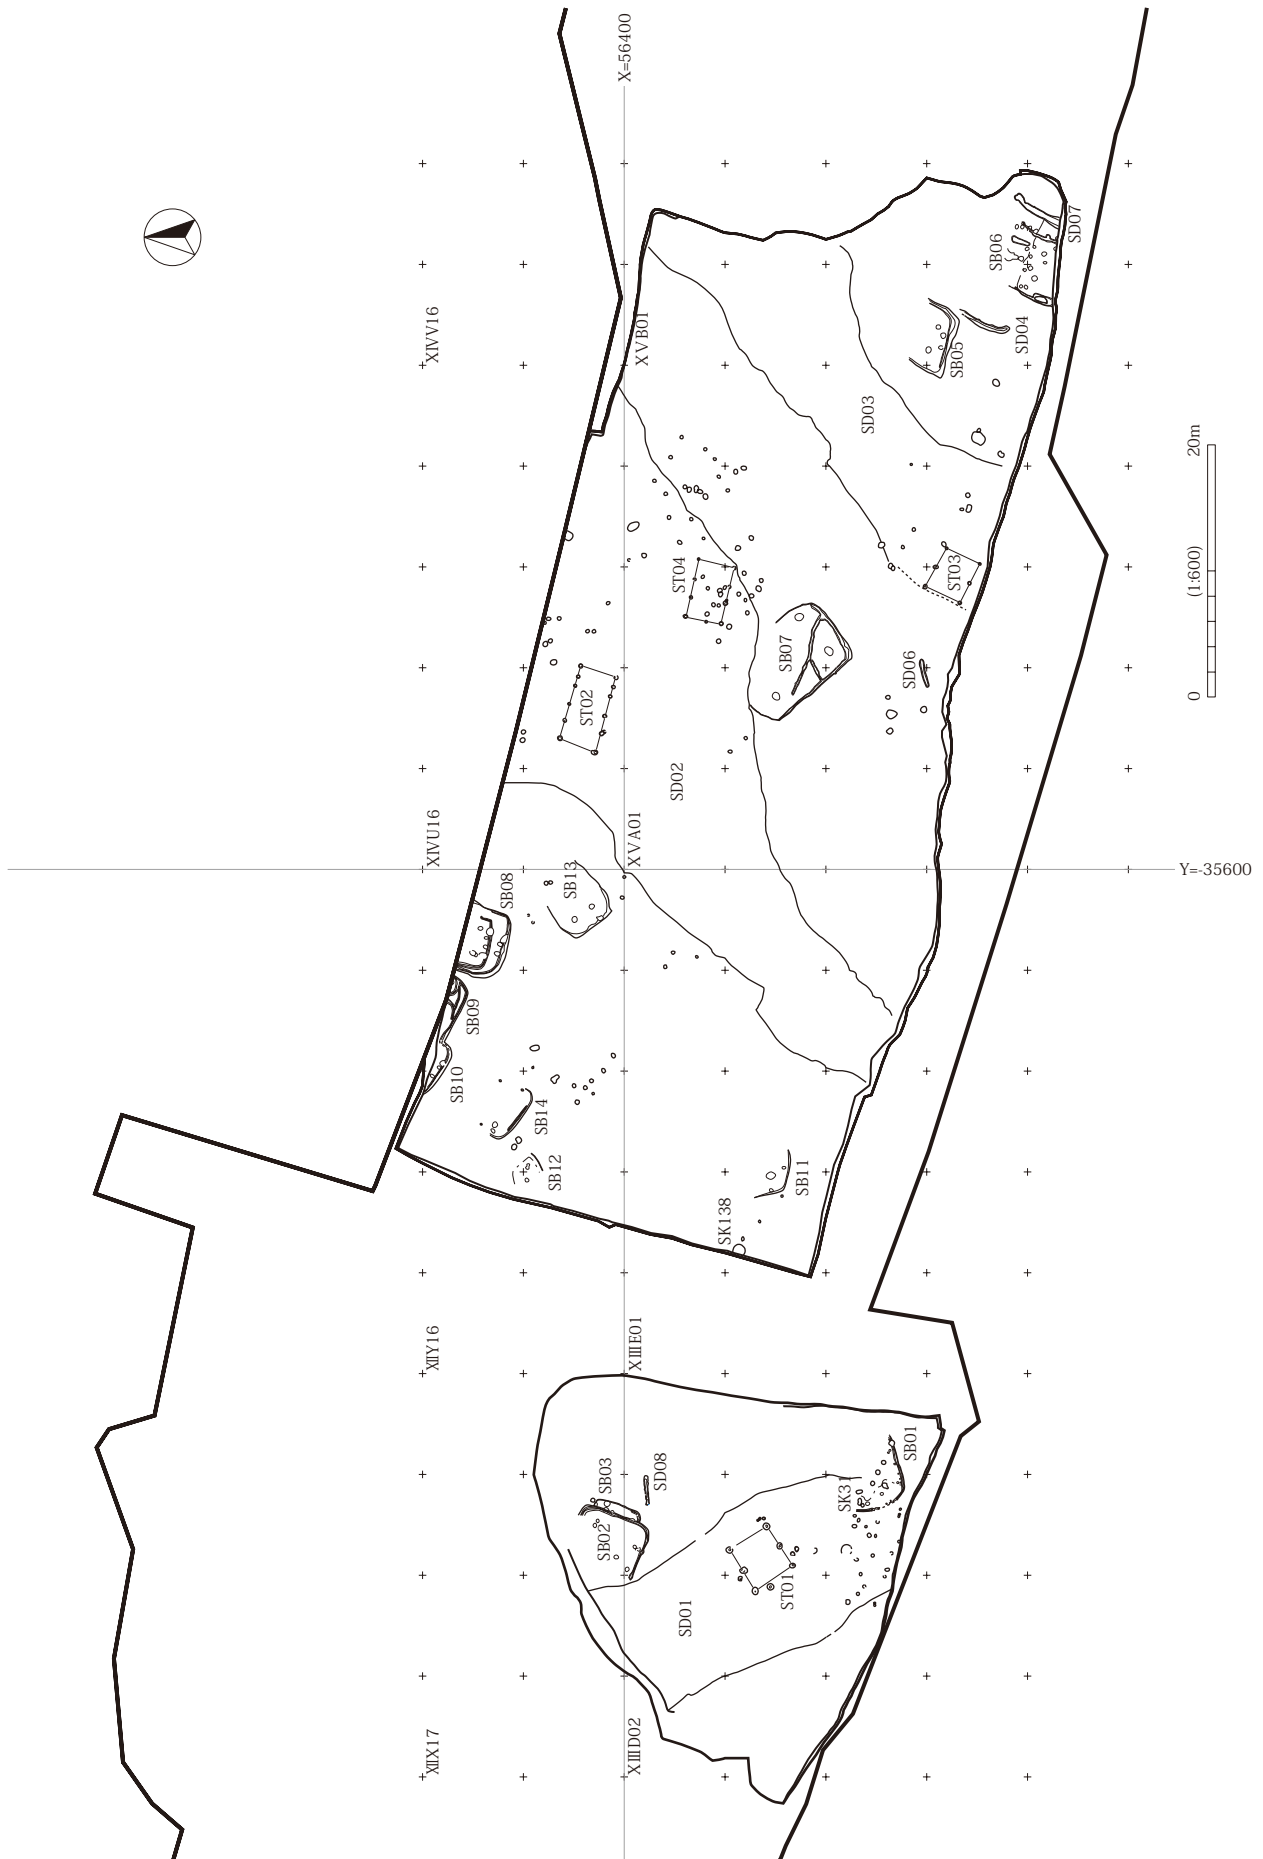 X=56400
XIVV16
XVB01
SD07
SB06
SD04
SB05
SD03
20m
(1:600)
0
ST04
ST03
SB07
SD06
ST02
SD02
XIVU16
XVA01
Y=-35600
SB13
SB08
SB09
SB10
SB14
SB12
SB11
SK138
XⅡY16
XⅢE01
SB01
SB03
SD08
SK31
SB02
ST01
SD01
XⅡX17
XⅢD02